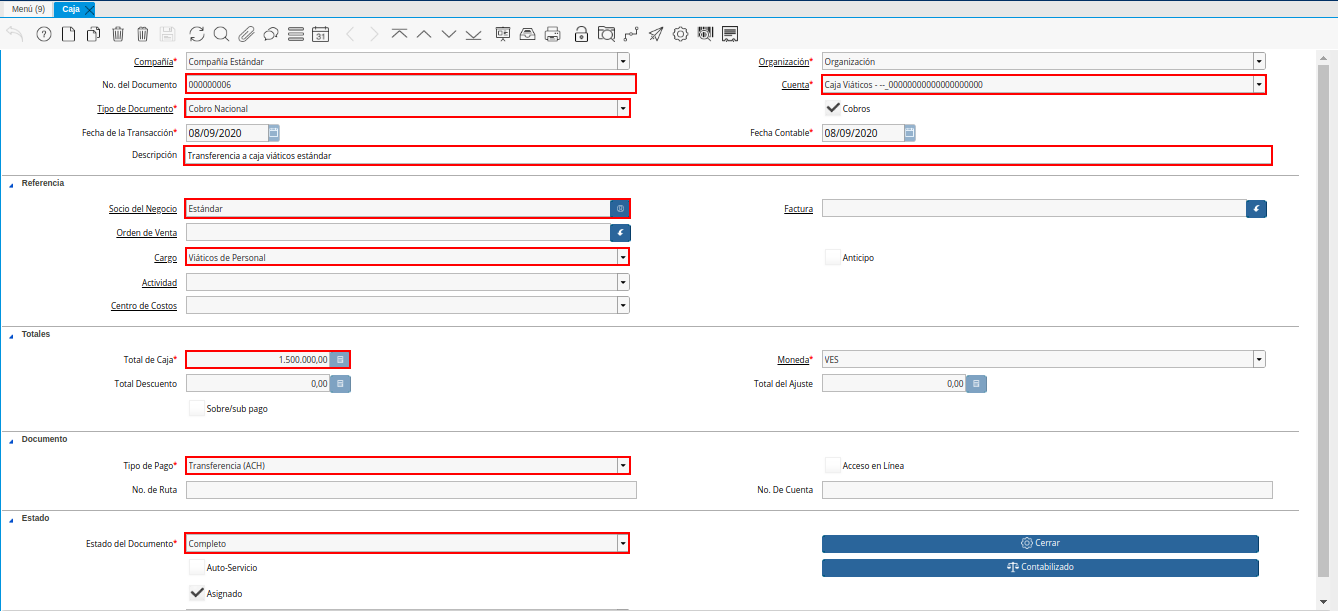 Menú (9) Caja
31
Compañía* Compañía Estándar Organización* Organización
No. del Documento 000000006 Cuenta* Caja Viáticos - --_00000000000000000000
Tipo de Documento* Cobro Nacional Cobros
Fecha de la Transacción* 08/09/2020 Fecha Contable* 08/09/2020
Descripción Transferencia a caja viáticos estándar
Referencia
Socio del Negocio Estándar Factura
Orden de Venta
Cargo Viáticos de Personal Anticipo
Actividad
Centro de Costos
Totales
Total de Caja* 1.500.000,00 Moneda* VES
Total Descuento 0,00 Total del Ajuste 0,00
Sobre/sub pago
Documento
Tipo de Pago* Transferencia (ACH) Acceso en Línea
No. de Ruta No. De Cuenta
Estado
Estado del Documento* Completo Cerrar
Auto-Servicio Contabilizado
Asignado